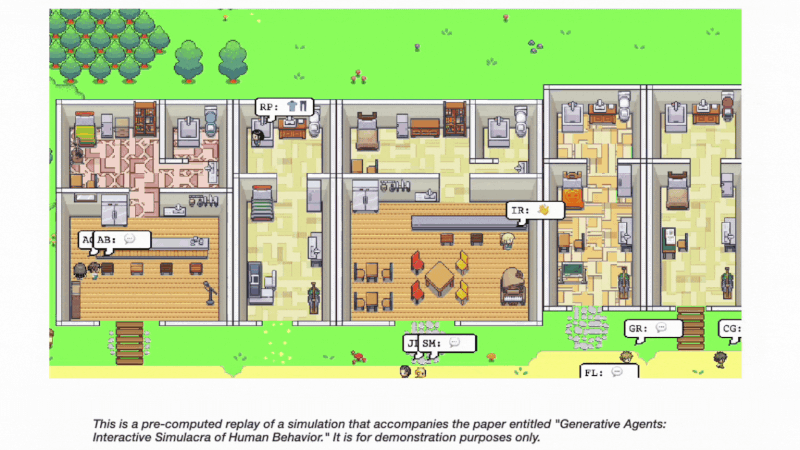 RP:
IR:
AB:
SM:
GR:
CG:
FL:
This is a pre-computed replay of a simulation that accompanies the paper entitled "Generative Agents:
Interactive Simulacra of Human Behavior." It is for demonstration purposes only.